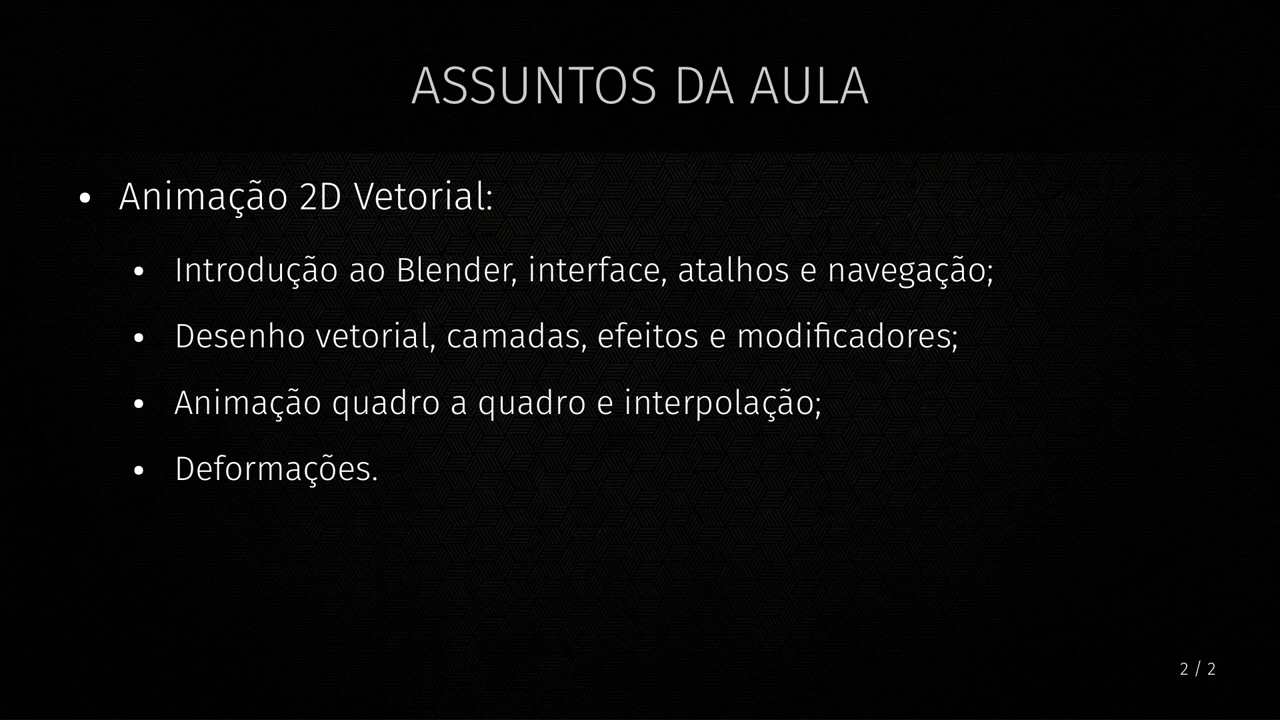 ASSUNTOS DA AULA
• Animação 2D Vetorial:
• Introdução ao Blender, interface, atalhos e navegação;
• Desenho vetorial, camadas, efeitos e modificadores;
• Animação quadro a quadro e interpolação;
• Deformações.
2 / 2